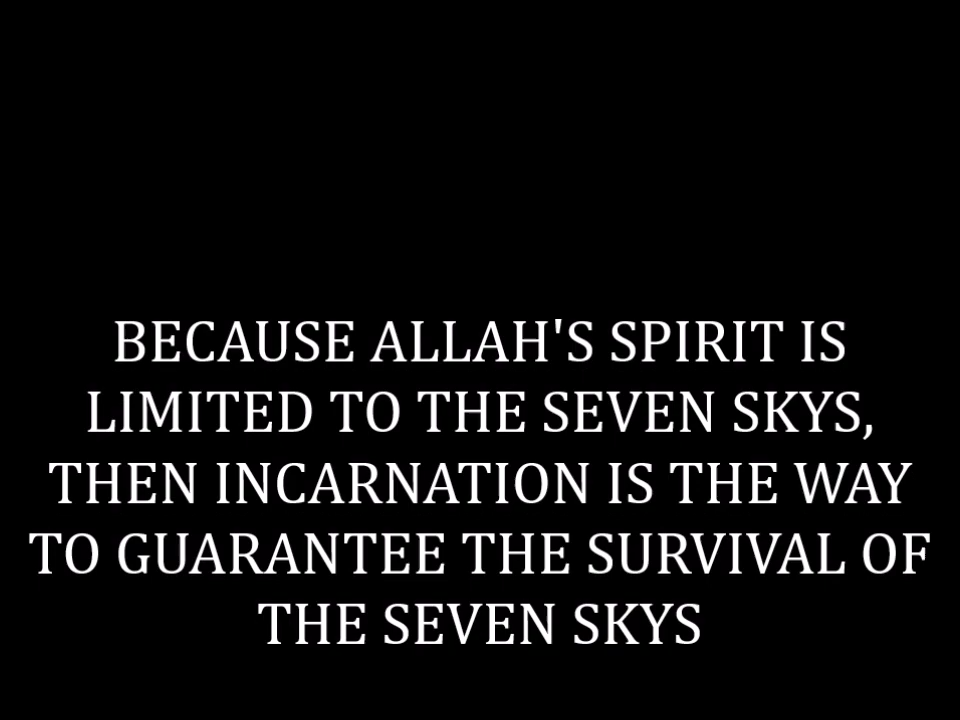 BECAUSE ALLAH'S SPIRIT IS
LIMITED TO THE SEVEN SKYS,
THEN INCARNATION IS THE WAY
TO GUARANTEE THE SURVIVAL OF
THE SEVEN SKYS